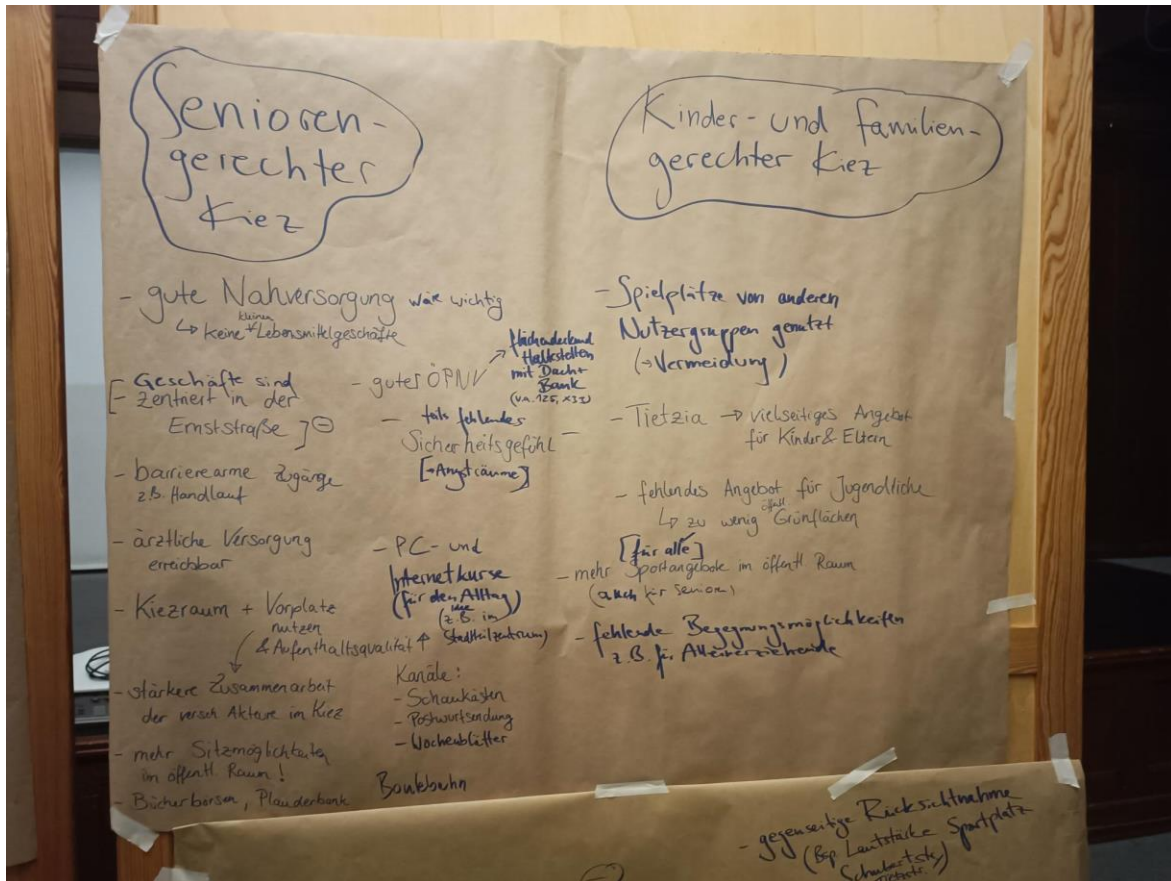 Senioren-
gerechter
Kiez
- gute Nahversorgung wäre wichtig
kleinen
↳ keine Lebensmittelgeschäfte
[- Geschäfte sind
- zentriert in der
Ernststraße ] ⊖
- barrierearme Zugänge
z.B. Handlauf
- ärztliche Versorgung
erreichbar
- Kiezraum + Vorplatz
nutzen
& Aufenthaltsqualität ↑
- stärkere Zusammenarbeit
der versch Akteure im Kiez
- mehr Sitzmöglichkeiten
im öffentl Raum!
- Bücherbörsen, Plauderbank
- guter ÖPNV
flächendeckend
Haltestellen
mit Dach +
Bank
(v.a. 125, X33)
- teils fehlendes
Sicherheitsgefühl -
[→Angsträume]
- PC- und
Internetkurse
(für den Alltag)
(z.B. im
Stadtteilzentrum)
Kanäle:
- Schaukästen
- Postwurfsendung
- Wochenblätter
Kinder- und familien-
gerechter Kiez
- Spielplätze von anderen
Nutzergruppen genutzt
(→Vermeidung)
- Tietzia → vielseitiges Angebot
für Kinder & Eltern
- fehlendes Angebot für Jugendliche
öffentl
↳ zu wenig Grünflächen
[für alle]
- mehr Sportangebote im öffentl Raum
(auch für Senior.)
- fehlende Begegnungsmöglichkeiten
z.B. für Alleinerziehende
- gegenseitige Rücksichtnahme
(Bsp Lautstärke Sportplatz